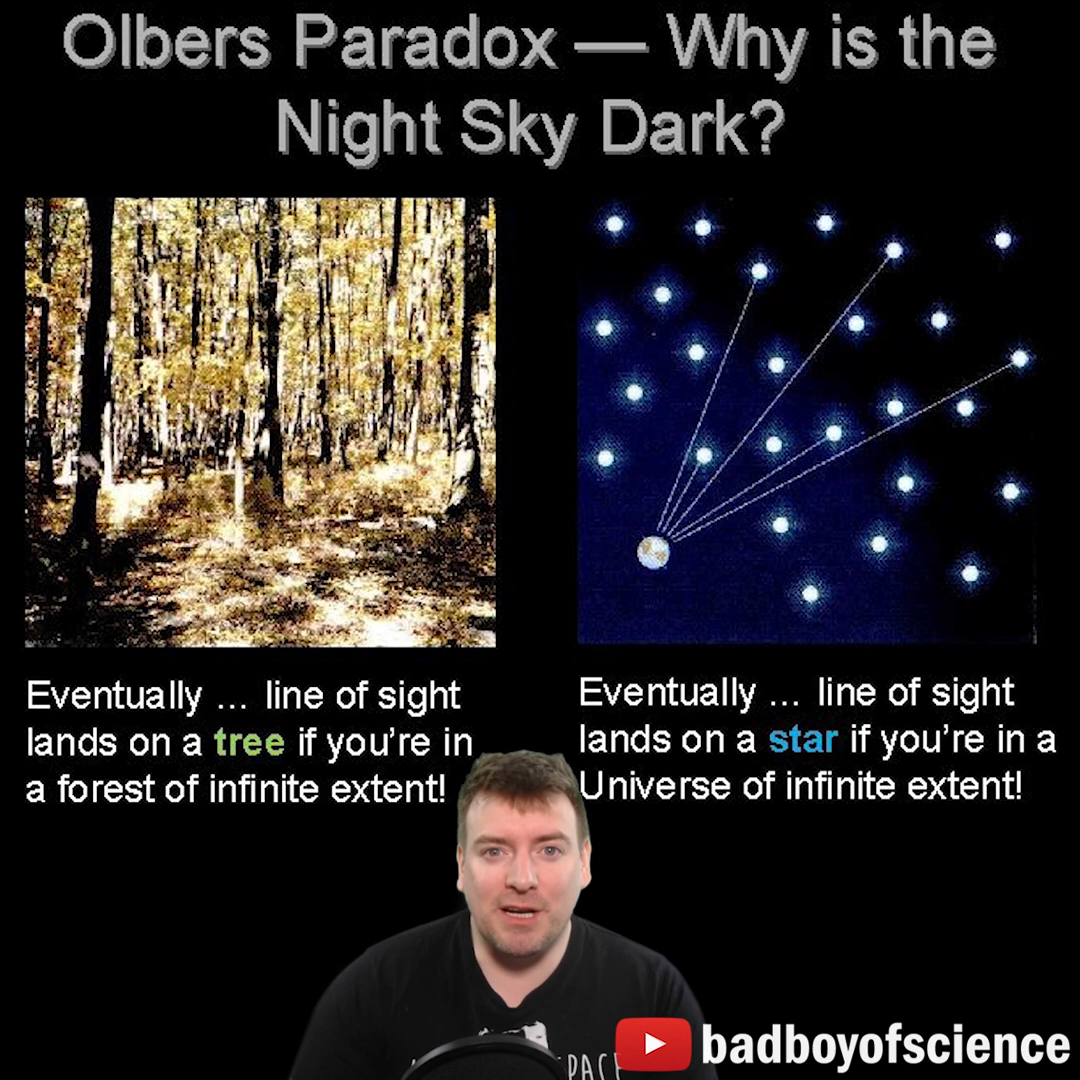 Olbers Paradox — Why is the
Night Sky Dark?
Eventually ... line of sight
lands on a tree if you’re in
a forest of infinite extent!
Eventually ... line of sight
lands on a star if you’re in a
Universe of infinite extent!
badboyofscience